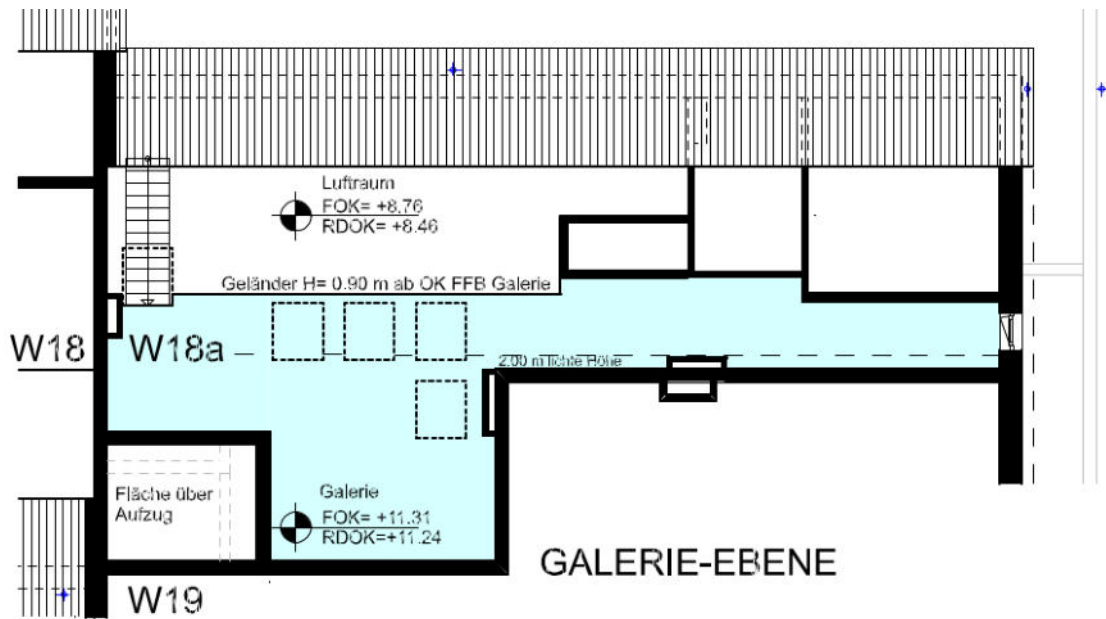 Luftraum
FOK= +8.76
RDOK= +8.46
Geländer H= 0.90 m ab OK FFB Galerie
W18
W18a
2.00 m lichte Höhe
Fläche über
Aufzug
Galerie
FOK= +11.31
RDOK=+11.24
GALERIE-EBENE
W19